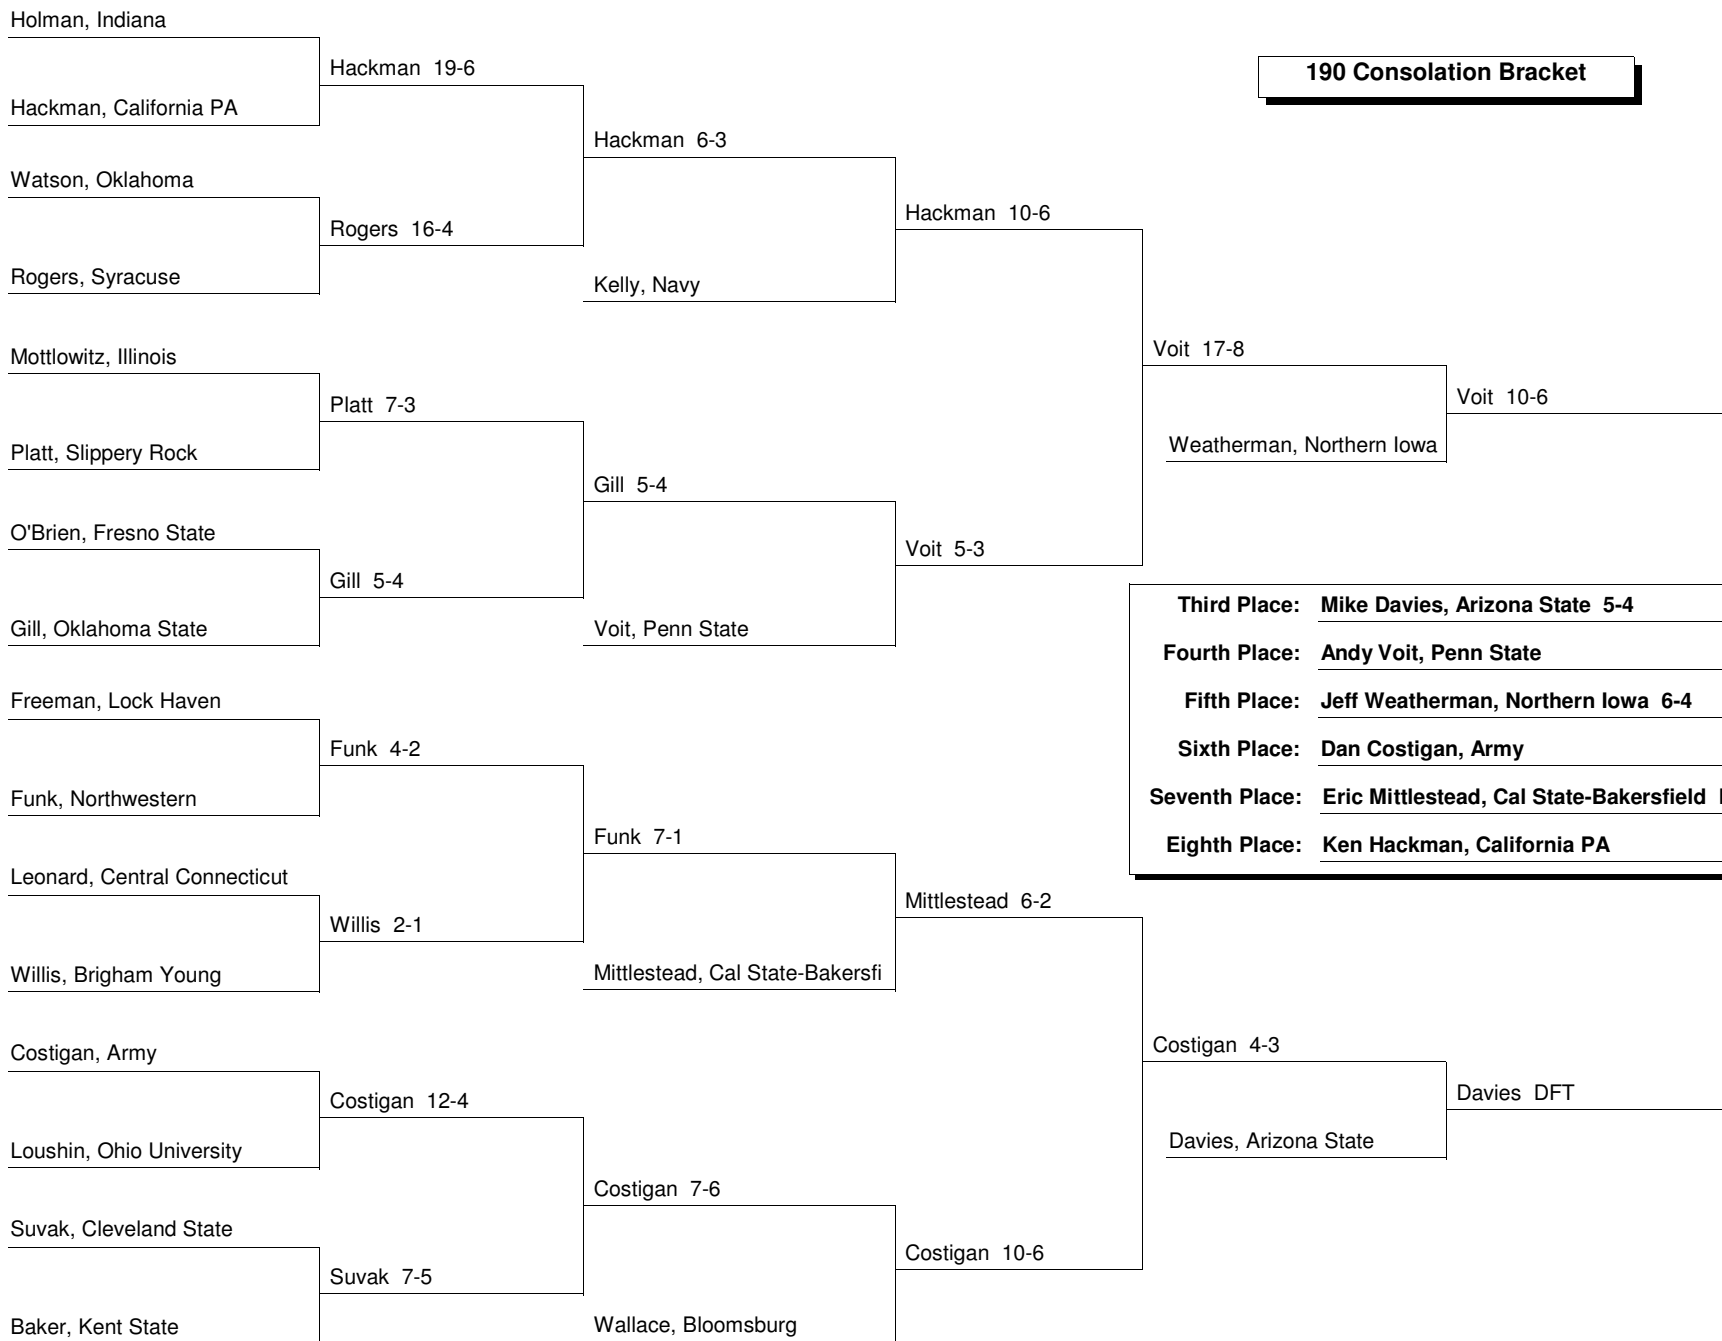 Holman, Indiana
Hackman 19-6
190 Consolation Bracket
Hackman, California PA
Hackman 6-3
Watson, Oklahoma
Hackman 10-6
Rogers 16-4
Rogers, Syracuse
Kelly, Navy
Voit 17-8
Mottlowitz, Illinois
Voit 10-6
Platt 7-3
Weatherman, Northern Iowa
Platt, Slippery Rock
Gill 5-4
O'Brien, Fresno State
Voit 5-3
Gill 5-4
Third Place: Mike Davies, Arizona State 5-4
Gill, Oklahoma State
Voit, Penn State
Fourth Place: Andy Voit, Penn State
Freeman, Lock Haven
Fifth Place: Jeff Weatherman, Northern Iowa 6-4
Funk 4-2
Sixth Place: Dan Costigan, Army
Funk, Northwestern
Seventh Place: Eric Mittlestead, Cal State-Bakersfield
Funk 7-1
Eighth Place: Ken Hackman, California PA
Leonard, Central Connecticut
Mittlestead 6-2
Willis 2-1
Willis, Brigham Young
Mittlestead, Cal State-Bakersfi
Costigan, Army
Costigan 4-3
Costigan 12-4
Davies DFT
Loushin, Ohio University
Davies, Arizona State
Costigan 7-6
Suvak, Cleveland State
Costigan 10-6
Suvak 7-5
Baker, Kent State
Wallace, Bloomsburg